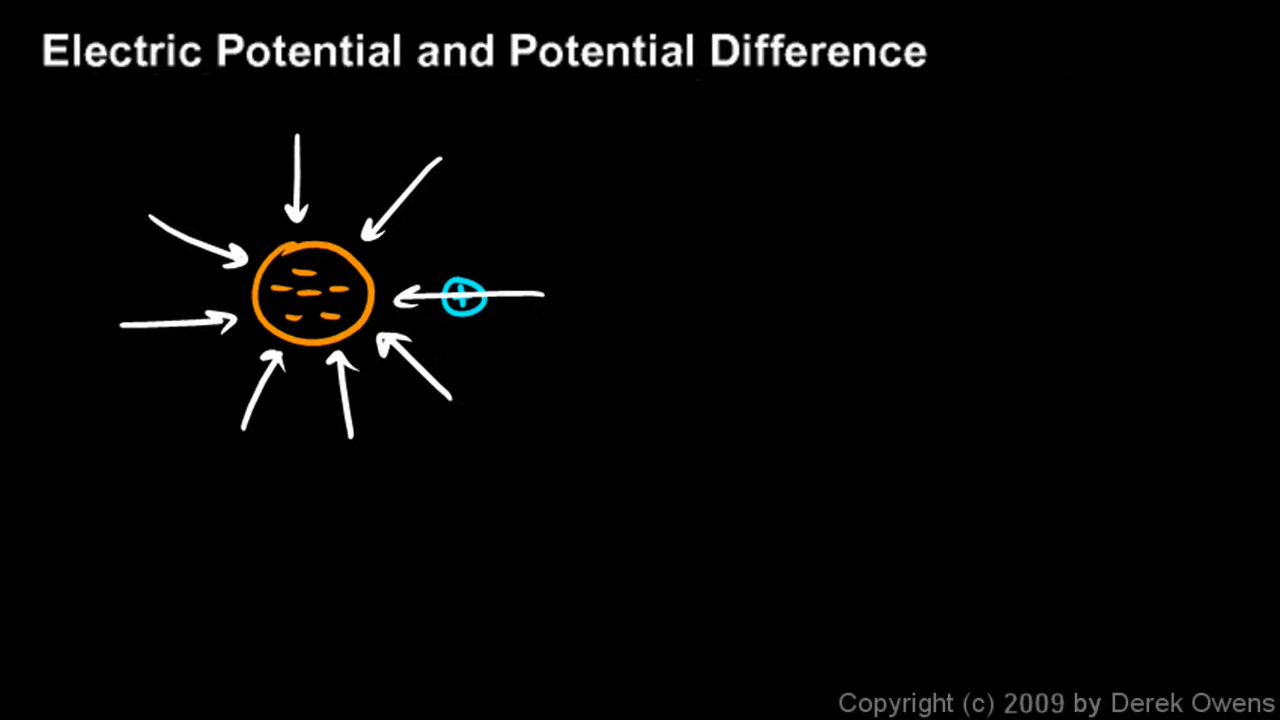 Electric Potential and Potential Difference
+
Copyright (c) 2009 by Derek Owens